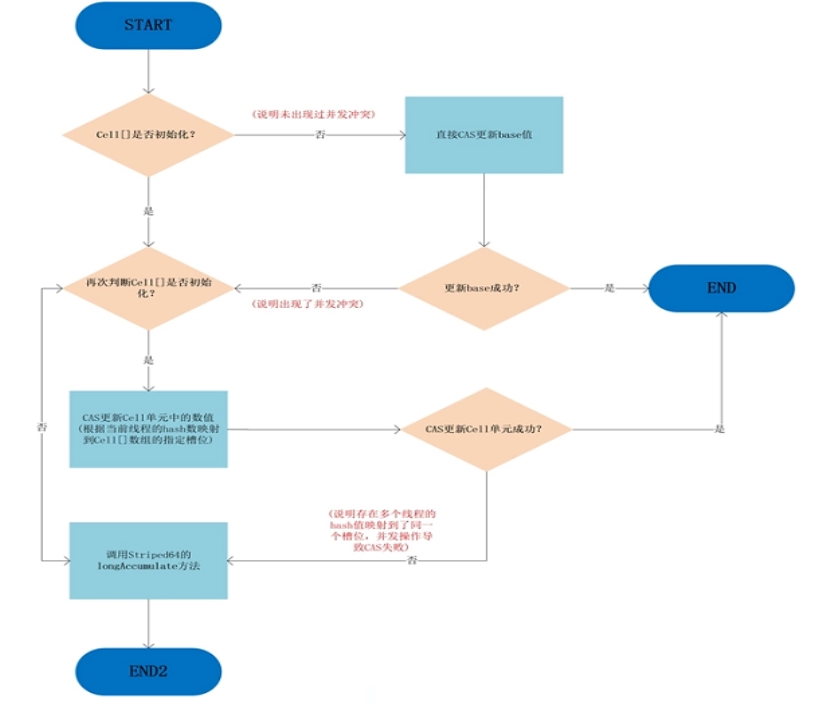 START
(说明未出现过并发冲突)
Cell[]是否初始化？
否
直接CAS更新base值
是
再次判断Cell[]是否初始
化？
否
更新base成功？
是
END
(说明出现了并发冲突)
是
CAS更新Cell单元中的数值
(根据当前线程的hash数映射
到Cell[]数组的指定槽位)
否
CAS更新Cell单元成功？
是
(说明存在多个线程的
hash值映射到了同一
个槽位，并发操作导
致CAS失败)
调用Striped64的
longAccumulate方法
否
END2